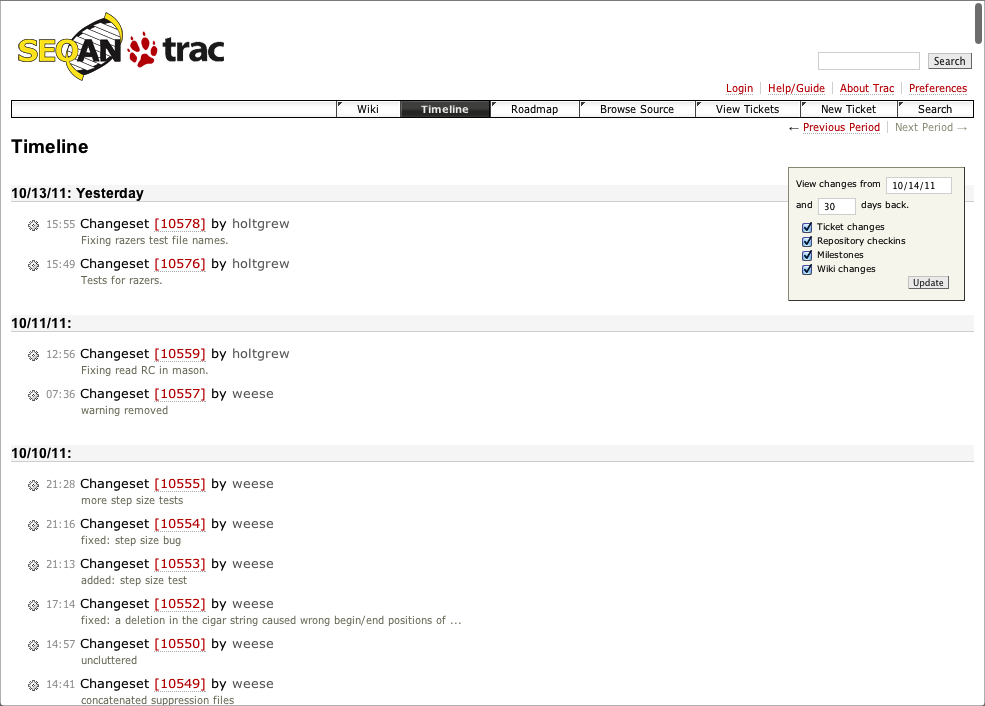 SEQAN trac
Search
Login Help/Guide About Trac Preferences
Wiki Timeline Roadmap Browse Source View Tickets New Ticket Search
← Previous Period Next Period →
Timeline
View changes from 10/14/11
and 30 days back.
Ticket changes
Repository checkins
Milestones
Wiki changes
Update
10/13/11: Yesterday
15:55 Changeset [10578] by holtgrew
Fixing razers test file names.
15:49 Changeset [10576] by holtgrew
Tests for razers.
10/11/11:
12:56 Changeset [10559] by holtgrew
Fixing read RC in mason.
07:36 Changeset [10557] by weese
warning removed
10/10/11:
21:28 Changeset [10555] by weese
more step size tests
21:16 Changeset [10554] by weese
fixed: step size bug
21:13 Changeset [10553] by weese
added: step size test
17:14 Changeset [10552] by weese
fixed: a deletion in the cigar string caused wrong begin/end positions of ...
14:57 Changeset [10550] by weese
uncluttered
14:41 Changeset [10549] by weese
concatenated suppression files